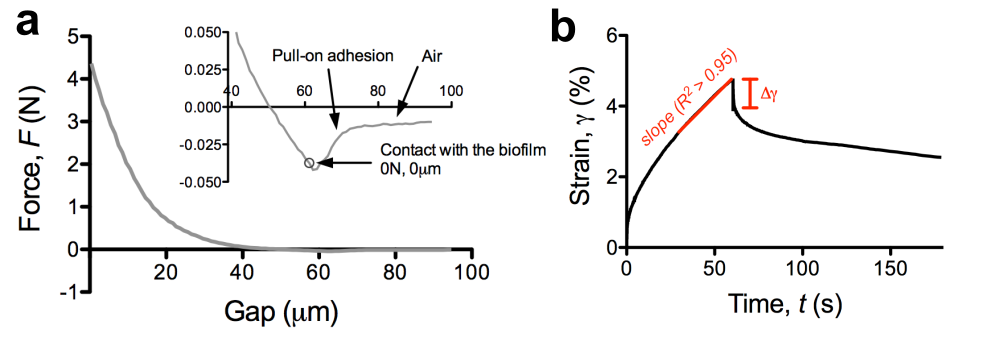 a
5
4
3
2
1
0
-1
Force, F (N)
20
40
60
80
100
Gap (μm)
0.050
0.025
0.000
-0.025
-0.050
40
60
80
100
Pull-on adhesion
Air
Contact with the biofilm
0N, 0μm
b
6
4
2
0
Strain, γ (%)
0
50
100
150
Time, t (s)
slope (R² > 0.95)
Δγ